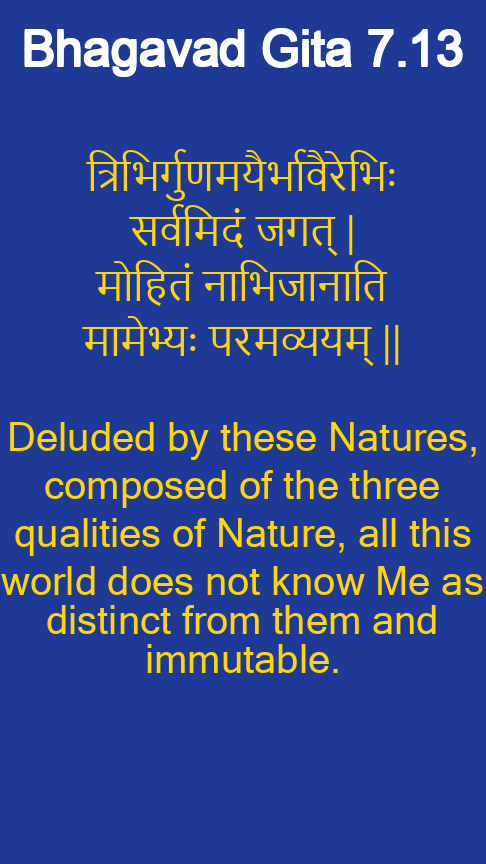 Bhagavad Gita 7.13
त्रिभिर्गुणमयैर्भावैरेभिः
सर्वमिदं जगत् |
मोहितं नाभिजानाति
मामेभ्यः परमव्ययम् ||
Deluded by these Natures,
composed of the three
qualities of Nature, all this
world does not know Me as
distinct from them and
immutable.